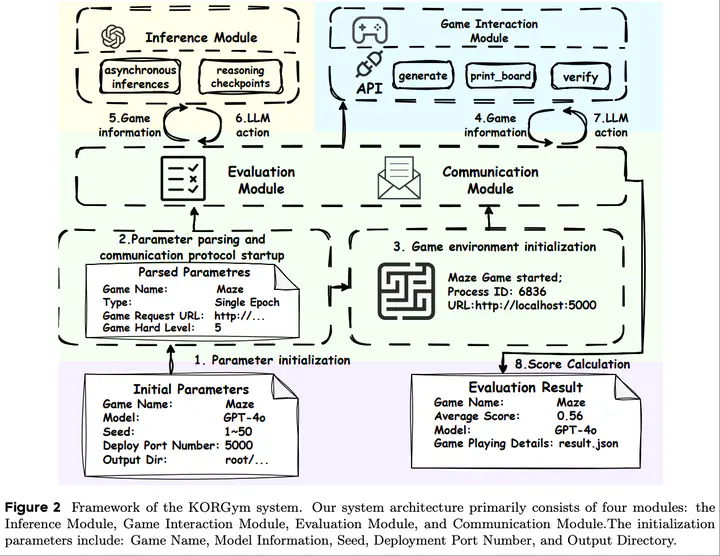 Inference Module
asynchronous
inferences
reasoning
checkpoints
Game Interaction
Module
API
generate
print_board
verify
5.Game
information
6.LLM
action
4.Game
information
7.LLM
action
Evaluation
Module
Communication
Module
2.Parameter parsing and
communication protocol startup
Parsed Parametres
Game Name: Maze
Type: Single Epoch
Game Request URL: http://...
Game Hard Level: 5
3. Game environment initialization
Maze Game started;
Process ID: 6836
URL:http://localhost:5000
1. Parameter initialization
8.Score Calculation
Initial Parameters
Game Name: Maze
Model: GPT-4o
Seed: 1~50
Deploy Port Number: 5000
Output Dir: root/...
Evaluation Result
Game Name: Maze
Average Score: 0.56
Model: GPT-4o
Game Playing Details: result.json
Figure 2 Framework of the KORGym system. Our system architecture primarily consists of four modules: the
Inference Module, Game Interaction Module, Evaluation Module, and Communication Module.The initialization
parameters include: Game Name, Model Information, Seed, Deployment Port Number, and Output Directory.